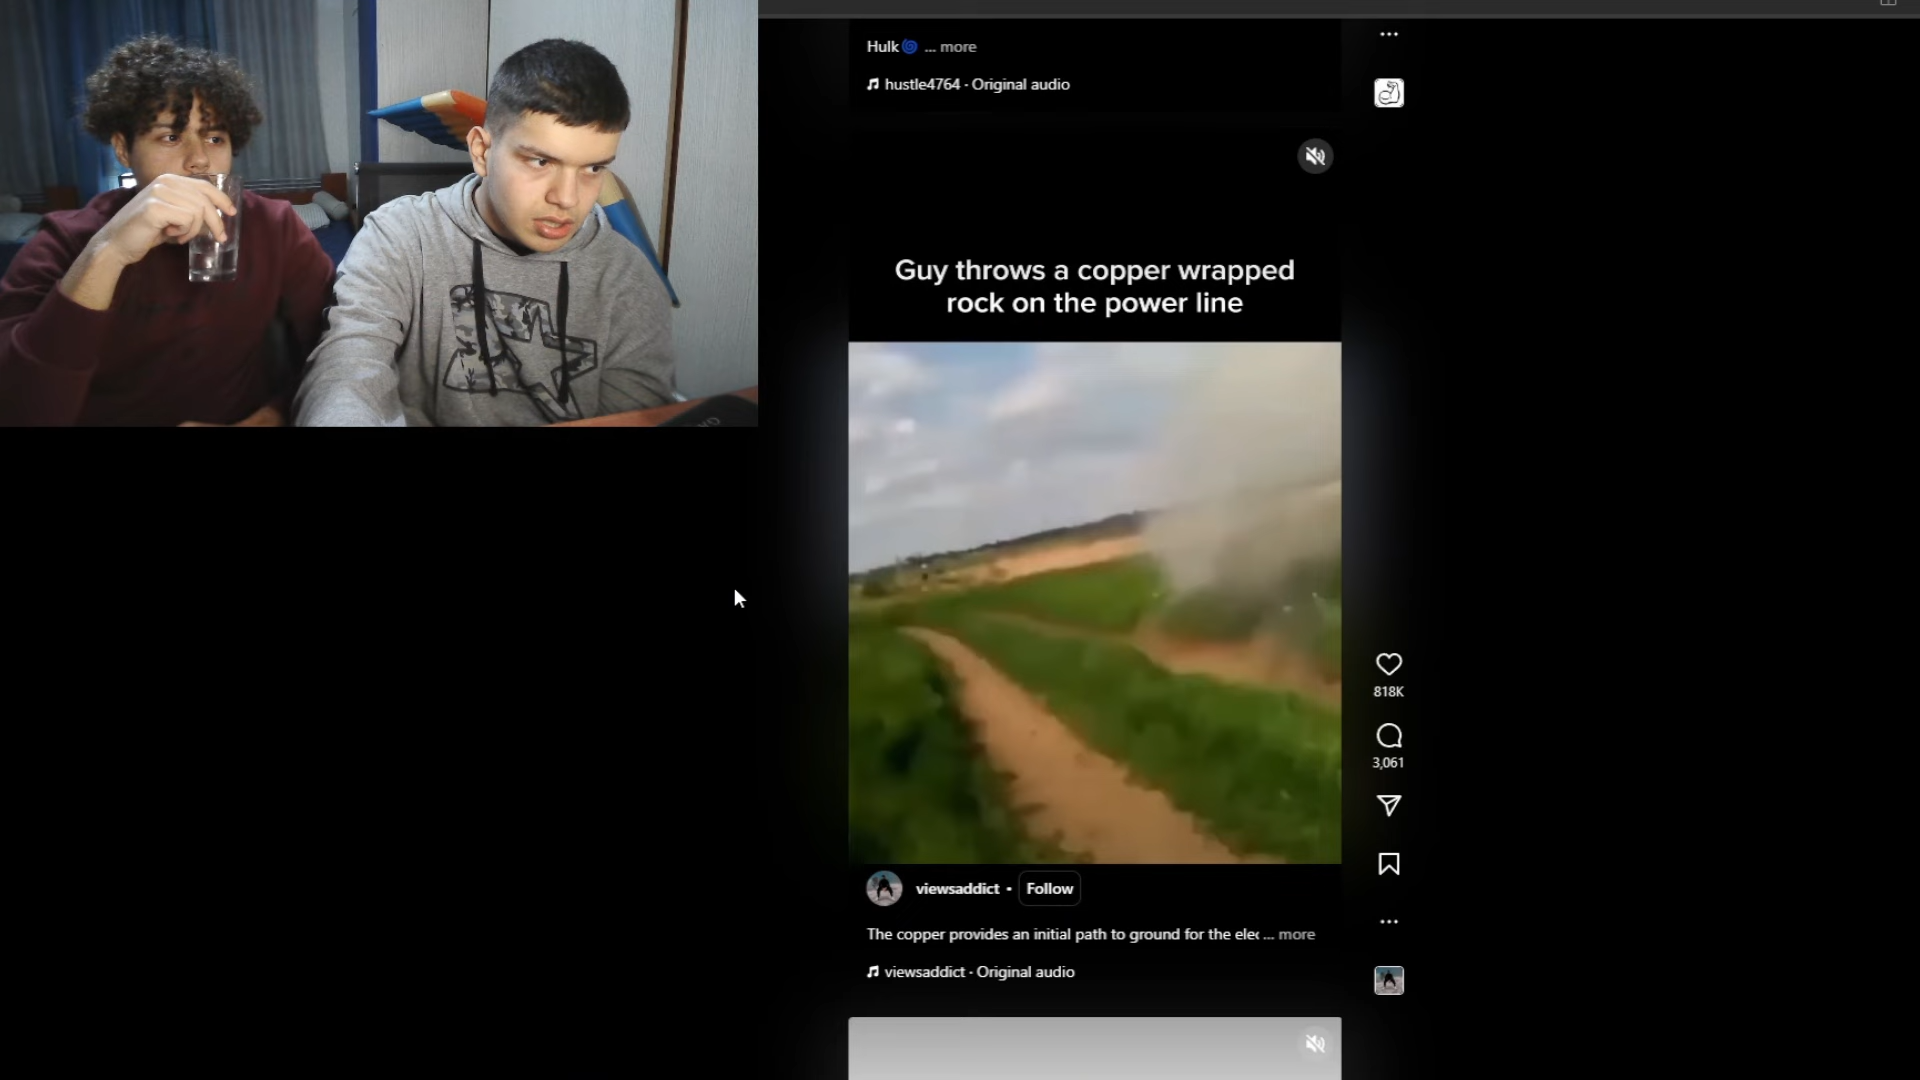 Hulk🌀 ... more
hustle4764 · Original audio
Guy throws a copper wrapped
rock on the power line
818K
3,061
viewsaddict • Follow
The copper provides an initial path to ground for the elec ... more
viewsaddict · Original audio